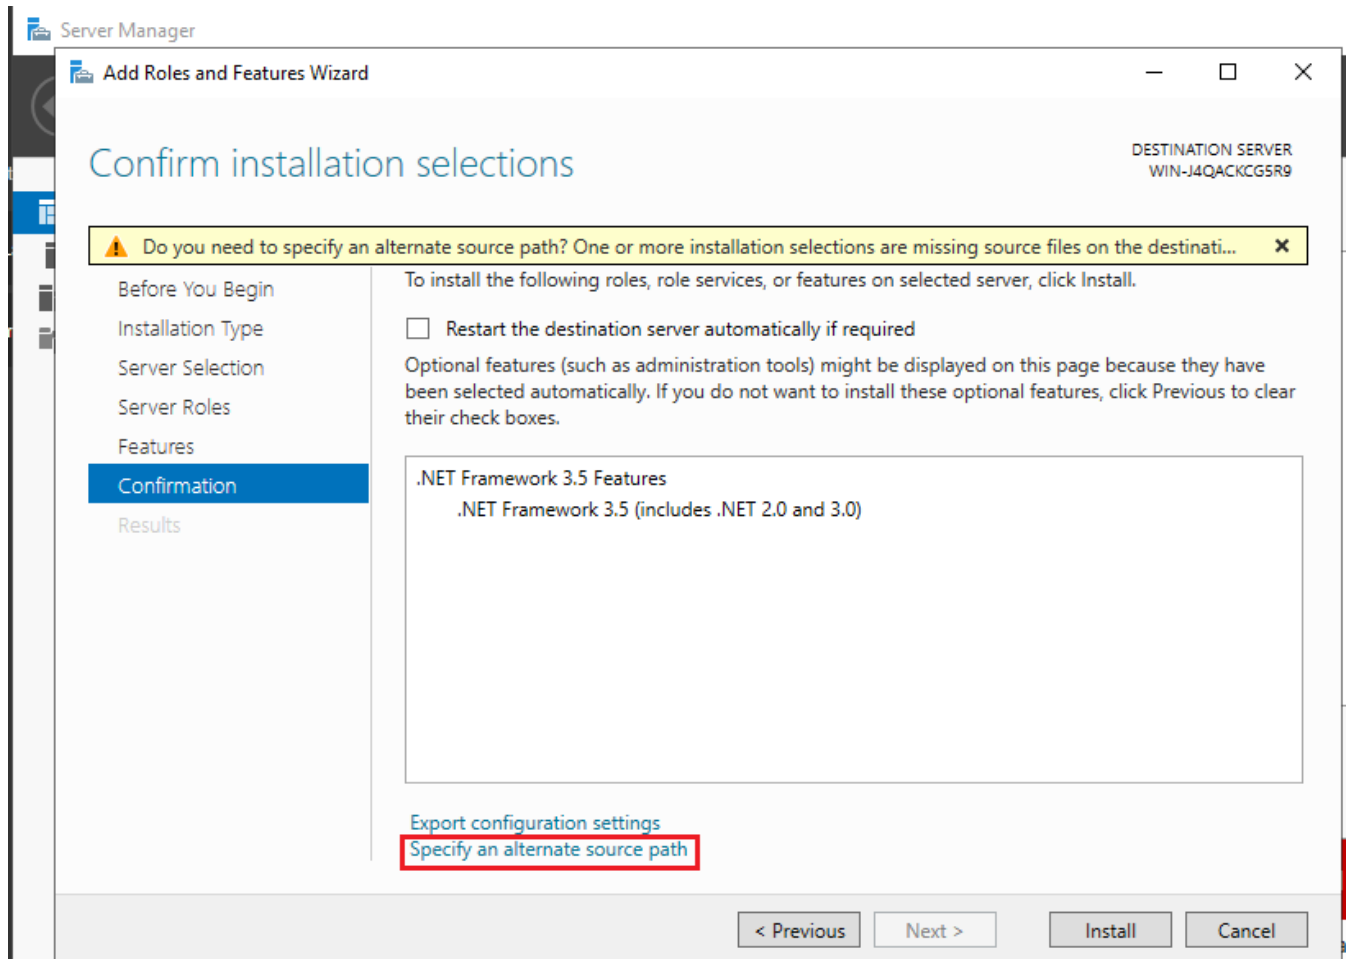 Server Manager
Add Roles and Features Wizard
Confirm installation selections
DESTINATION SERVER
WIN-J4QACKCG5R9
Do you need to specify an alternate source path? One or more installation selections are missing source files on the destinati...
Before You Begin
Installation Type
Server Selection
Server Roles
Features
Confirmation
Results
To install the following roles, role services, or features on selected server, click Install.
Restart the destination server automatically if required
Optional features (such as administration tools) might be displayed on this page because they have
been selected automatically. If you do not want to install these optional features, click Previous to clear
their check boxes.
.NET Framework 3.5 Features
.NET Framework 3.5 (includes .NET 2.0 and 3.0)
Export configuration settings
Specify an alternate source path
< Previous
Next >
Install
Cancel